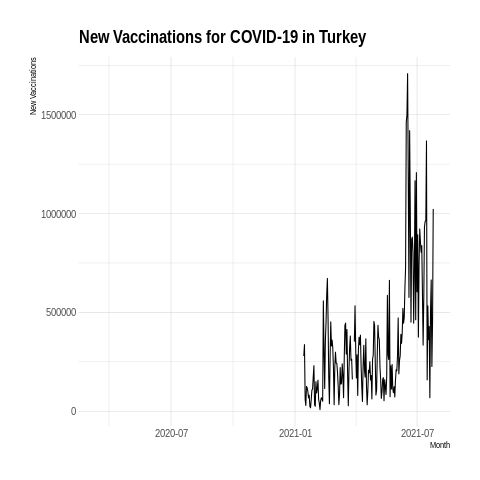 New Vaccinations for COVID-19 in Turkey
New Vaccinations
1500000
1000000
500000
0
2020-07
2021-01
2021-07
Month